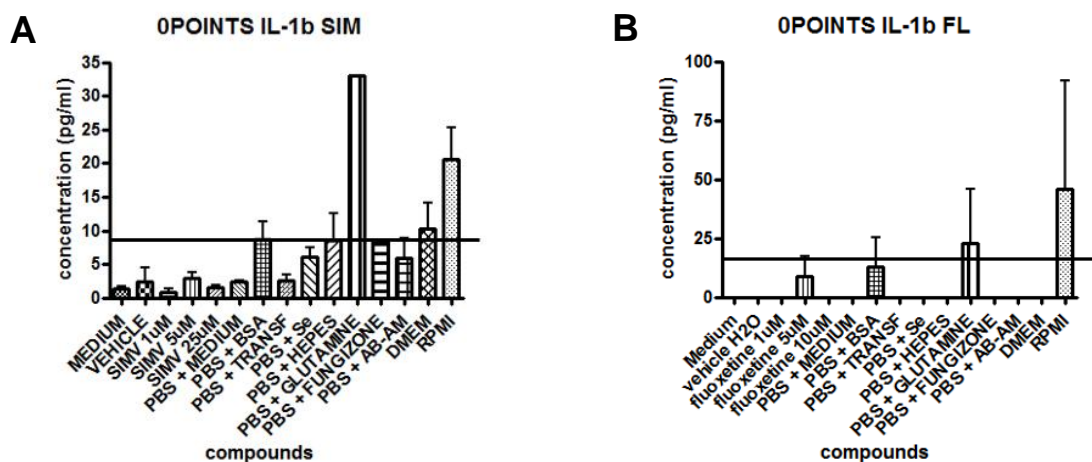 A
0POINTS IL-1b SIM
concentration (pg/ml)
35
30
25
20
15
10
5
0
MEDIUM
VEHICLE
SIMV 1uM
SIMV 5uM
SIMV 25uM
PBS + MEDIUM
PBS + BSA
PBS + TRANSF
PBS + Se
PBS + HEPES
PBS + GLUTAMINE
PBS + FUNGIZONE
PBS + AB-AM
DMEM
RPMI
compounds
B
0POINTS IL-1b FL
concentration (pg/ml)
100
75
50
25
0
Medium
vehicle H2O
fluoxetine 1uM
fluoxetine 5uM
fluoxetine 10uM
PBS + MEDIUM
PBS + BSA
PBS + TRANSF
PBS + Se
PBS + HEPES
PBS + GLUTAMINE
PBS + FUNGIZONE
PBS + AB-AM
DMEM
RPMI
compounds